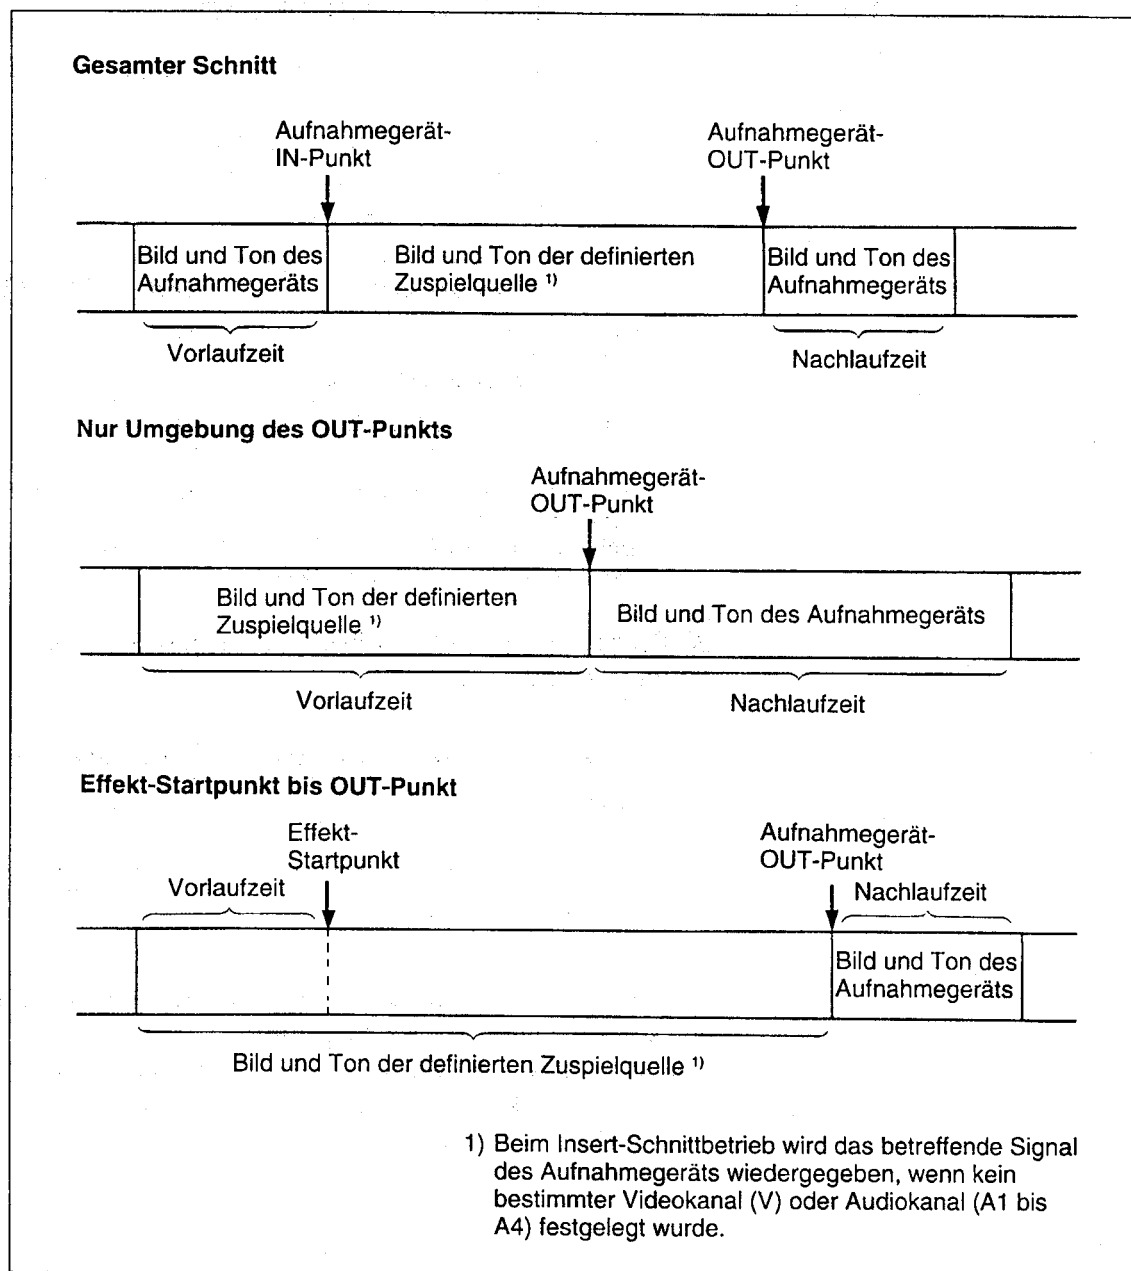 Gesamter Schnitt
Aufnahmegerät-
IN-Punkt
Aufnahmegerät-
OUT-Punkt
Bild und Ton des
Aufnahmegeräts
Bild und Ton der definierten
Zuspielquelle 1)
Bild und Ton des
Aufnahmegeräts
Vorlaufzeit
Nachlaufzeit
Nur Umgebung des OUT-Punkts
Aufnahmegerät-
OUT-Punkt
Bild und Ton der definierten
Zuspielquelle 1)
Bild und Ton des Aufnahmegeräts
Vorlaufzeit
Nachlaufzeit
Effekt-Startpunkt bis OUT-Punkt
Effekt-
Startpunkt
Aufnahmegerät-
OUT-Punkt
Vorlaufzeit
Nachlaufzeit
Bild und Ton des
Aufnahmegeräts
Bild und Ton der definierten Zuspielquelle 1)
1) Beim Insert-Schnittbetrieb wird das betreffende Signal
des Aufnahmegeräts wiedergegeben, wenn kein
bestimmter Videokanal (V) oder Audiokanal (A1 bis
A4) festgelegt wurde.